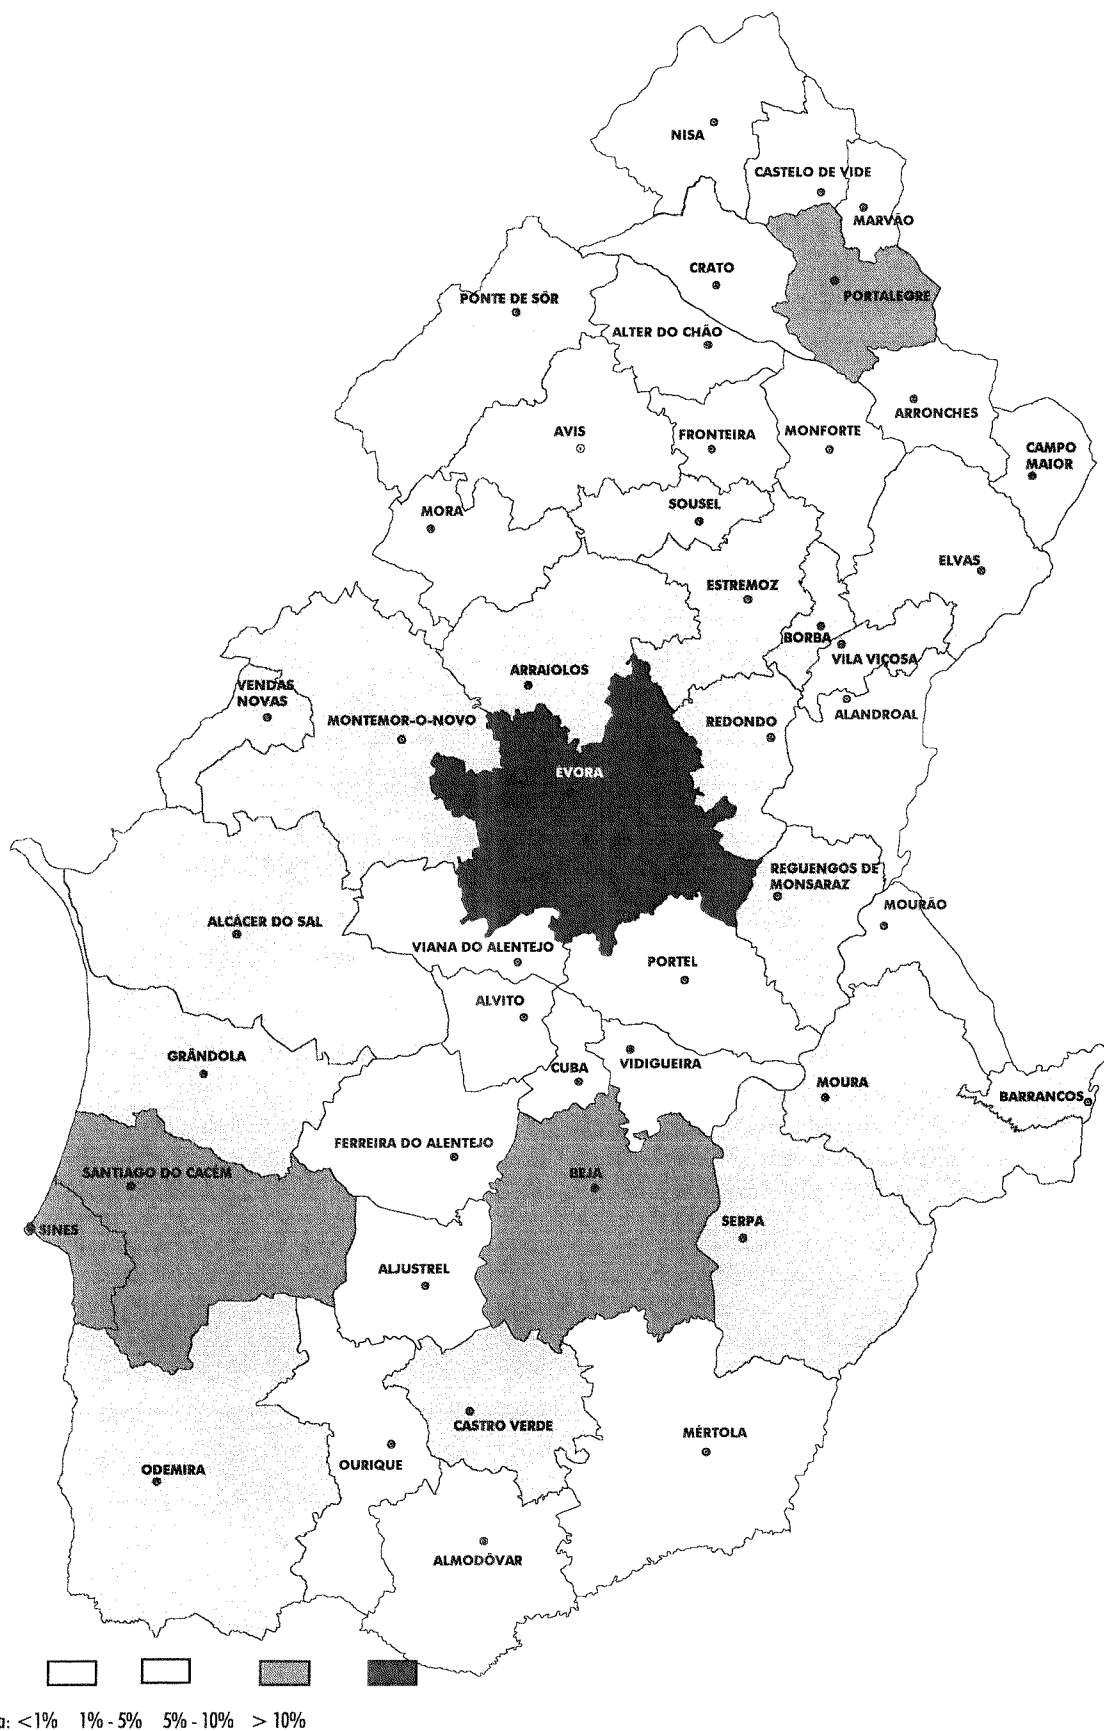 NISA
CASTELO DE VIDE
MARVÃO
CRATO
PORTALEGRE
PONTE DE SÔR
ALTER DO CHÃO
ARRONCHES
AVIS
FRONTEIRA
MONFORTE
CAMPO
MAIOR
MORA
SOUSEL
ELVAS
ESTREMOZ
BORBA
VILA VIÇOSA
ARRAIOLOS
VENDAS
NOVAS
MONTEMOR-O-NOVO
REDONDO
ALANDROAL
EVORA
REGUENGOS DE
MONSARAZ
MOURÃO
ALCÁCER DO SAL
VIANA DO ALENTEJO
PORTEL
ALVITO
GRÂNDOLA
CUBA
VIDIGUEIRA
MOURA
BARRANCOS
FERREIRA DO ALENTEJO
SANTIAGO DO CACÉM
BEJA
SINES
SERPA
ALJUSTREL
CASTRO VERDE
MÉRTOLA
OURIQUE
ODEMIRA
ALMODÔVAR
<1% 1% - 5% 5% - 10% > 10%